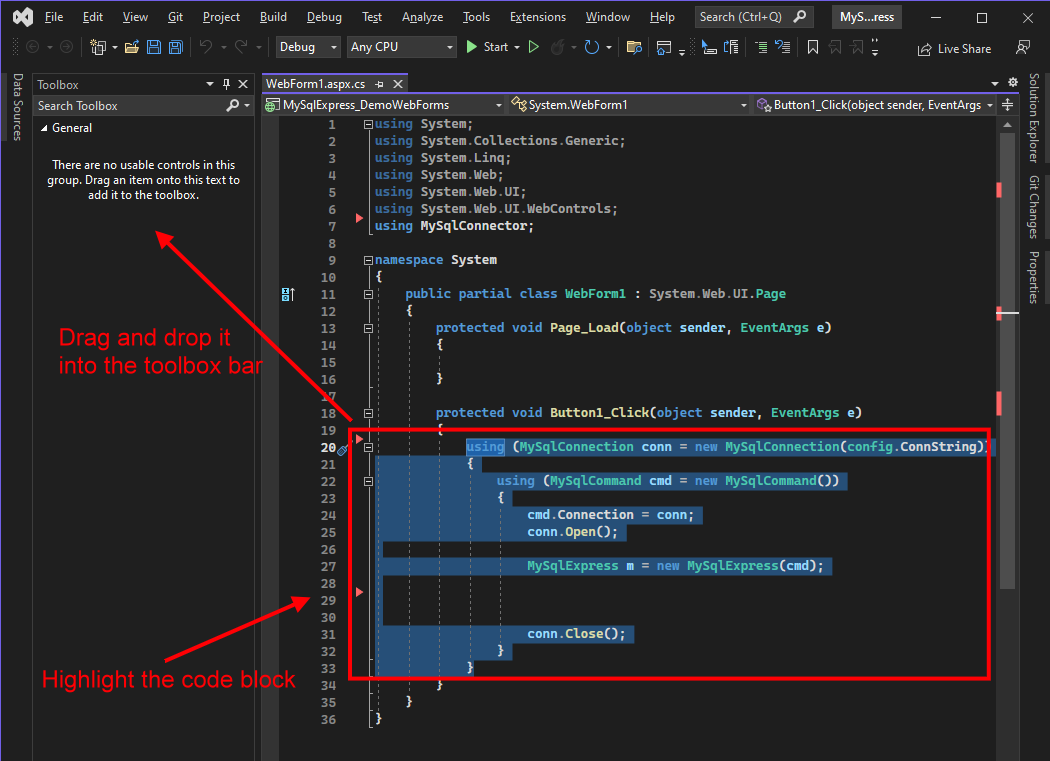 File Edit View Git Project Build Debug Test Analyze Tools Extensions Window Help Search (Ctrl+Q) MyS...ress
Debug Any CPU Start Live Share
Data Sources
Toolbox
Search Toolbox
General
There are no usable controls in this
group. Drag an item onto this text to
add it to the toolbox.
Drag and drop it
into the toolbox bar
Highlight the code block
WebForm1.aspx.cs
MySqlExpress_DemoWebForms System.WebForm1 Button1_Click(object sender, EventArgs
1 using System;
2 using System.Collections.Generic;
3 using System.Linq;
4 using System.Web;
5 using System.Web.UI;
6 using System.Web.UI.WebControls;
7 using MySqlConnector;
8
9 namespace System
10 {
11 public partial class WebForm1 : System.Web.UI.Page
12 {
13 protected void Page_Load(object sender, EventArgs e)
14 {
15
16 }
17
18 protected void Button1_Click(object sender, EventArgs e)
19 {
20 using (MySqlConnection conn = new MySqlConnection(config.ConnString))
21 {
22 using (MySqlCommand cmd = new MySqlCommand())
23 {
24 cmd.Connection = conn;
25 conn.Open();
26
27 MySqlExpress m = new MySqlExpress(cmd);
28
29
30
31 conn.Close();
32 }
33 }
34 }
35 }
36 }
Solution Explorer
Git Changes
Properties